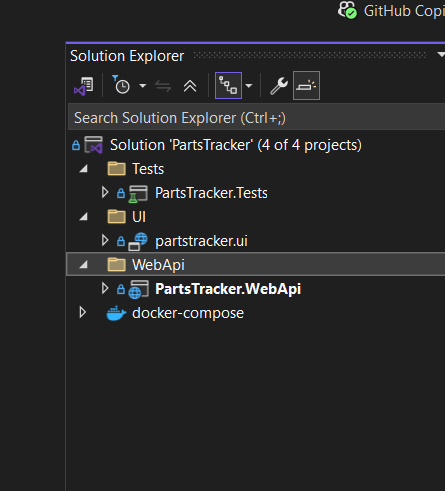 GitHub Copi
Solution Explorer
Search Solution Explorer (Ctrl+;)
Solution 'PartsTracker' (4 of 4 projects)
Tests
PartsTracker.Tests
UI
partstracker.ui
WebApi
PartsTracker.WebApi
docker-compose